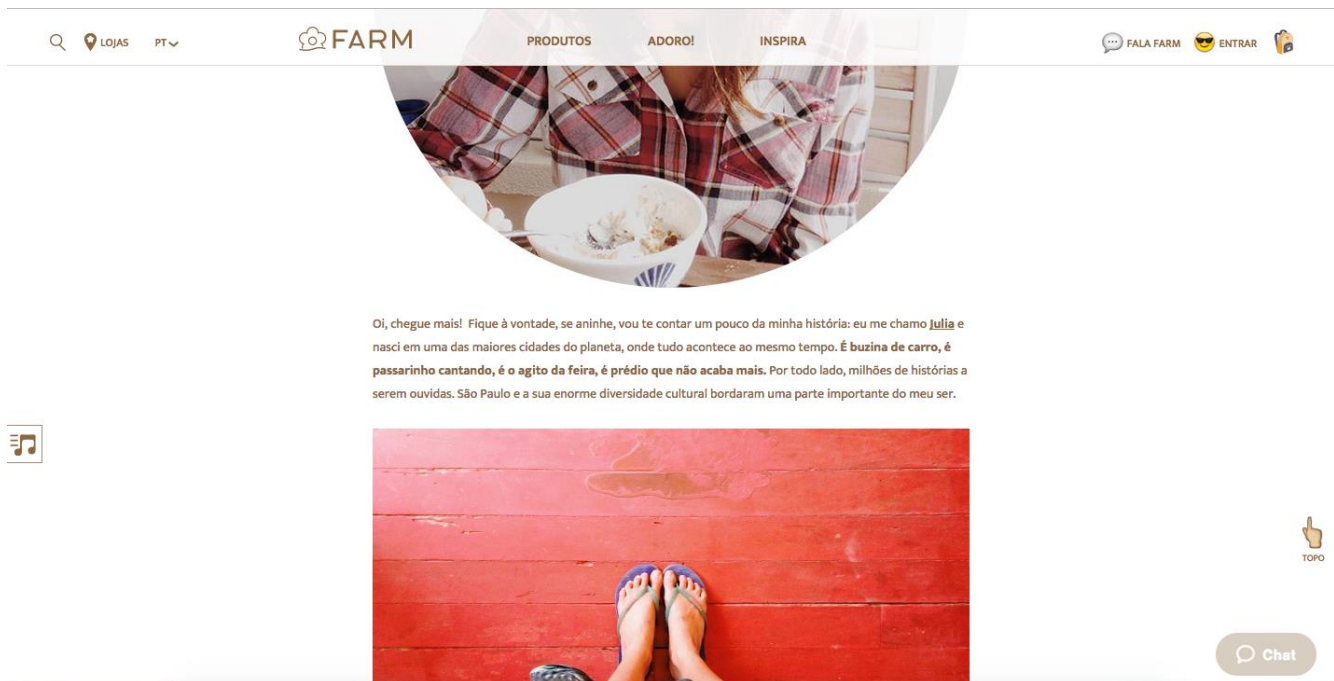 LOJAS PT FARM PRODUTOS ADORO! INSPIRA FALA FARM ENTRAR
Oi, chegue mais! Fique à vontade, se aninhe, vou te contar um pouco da minha história: eu me chamo Julia e
nasci em uma das maiores cidades do planeta, onde tudo acontece ao mesmo tempo. É buzina de carro, é
passarinho cantando, é o agito da feira, é prédio que não acaba mais. Por todo lado, milhões de histórias a
serem ouvidas. São Paulo e a sua enorme diversidade cultural bordaram uma parte importante do meu ser.
TOPO
Chat